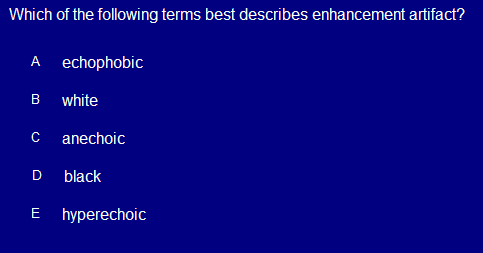 Which of the following terms best describes enhancement artifact?
A echophobic
B white
C anechoic
D black
E hyperechoic